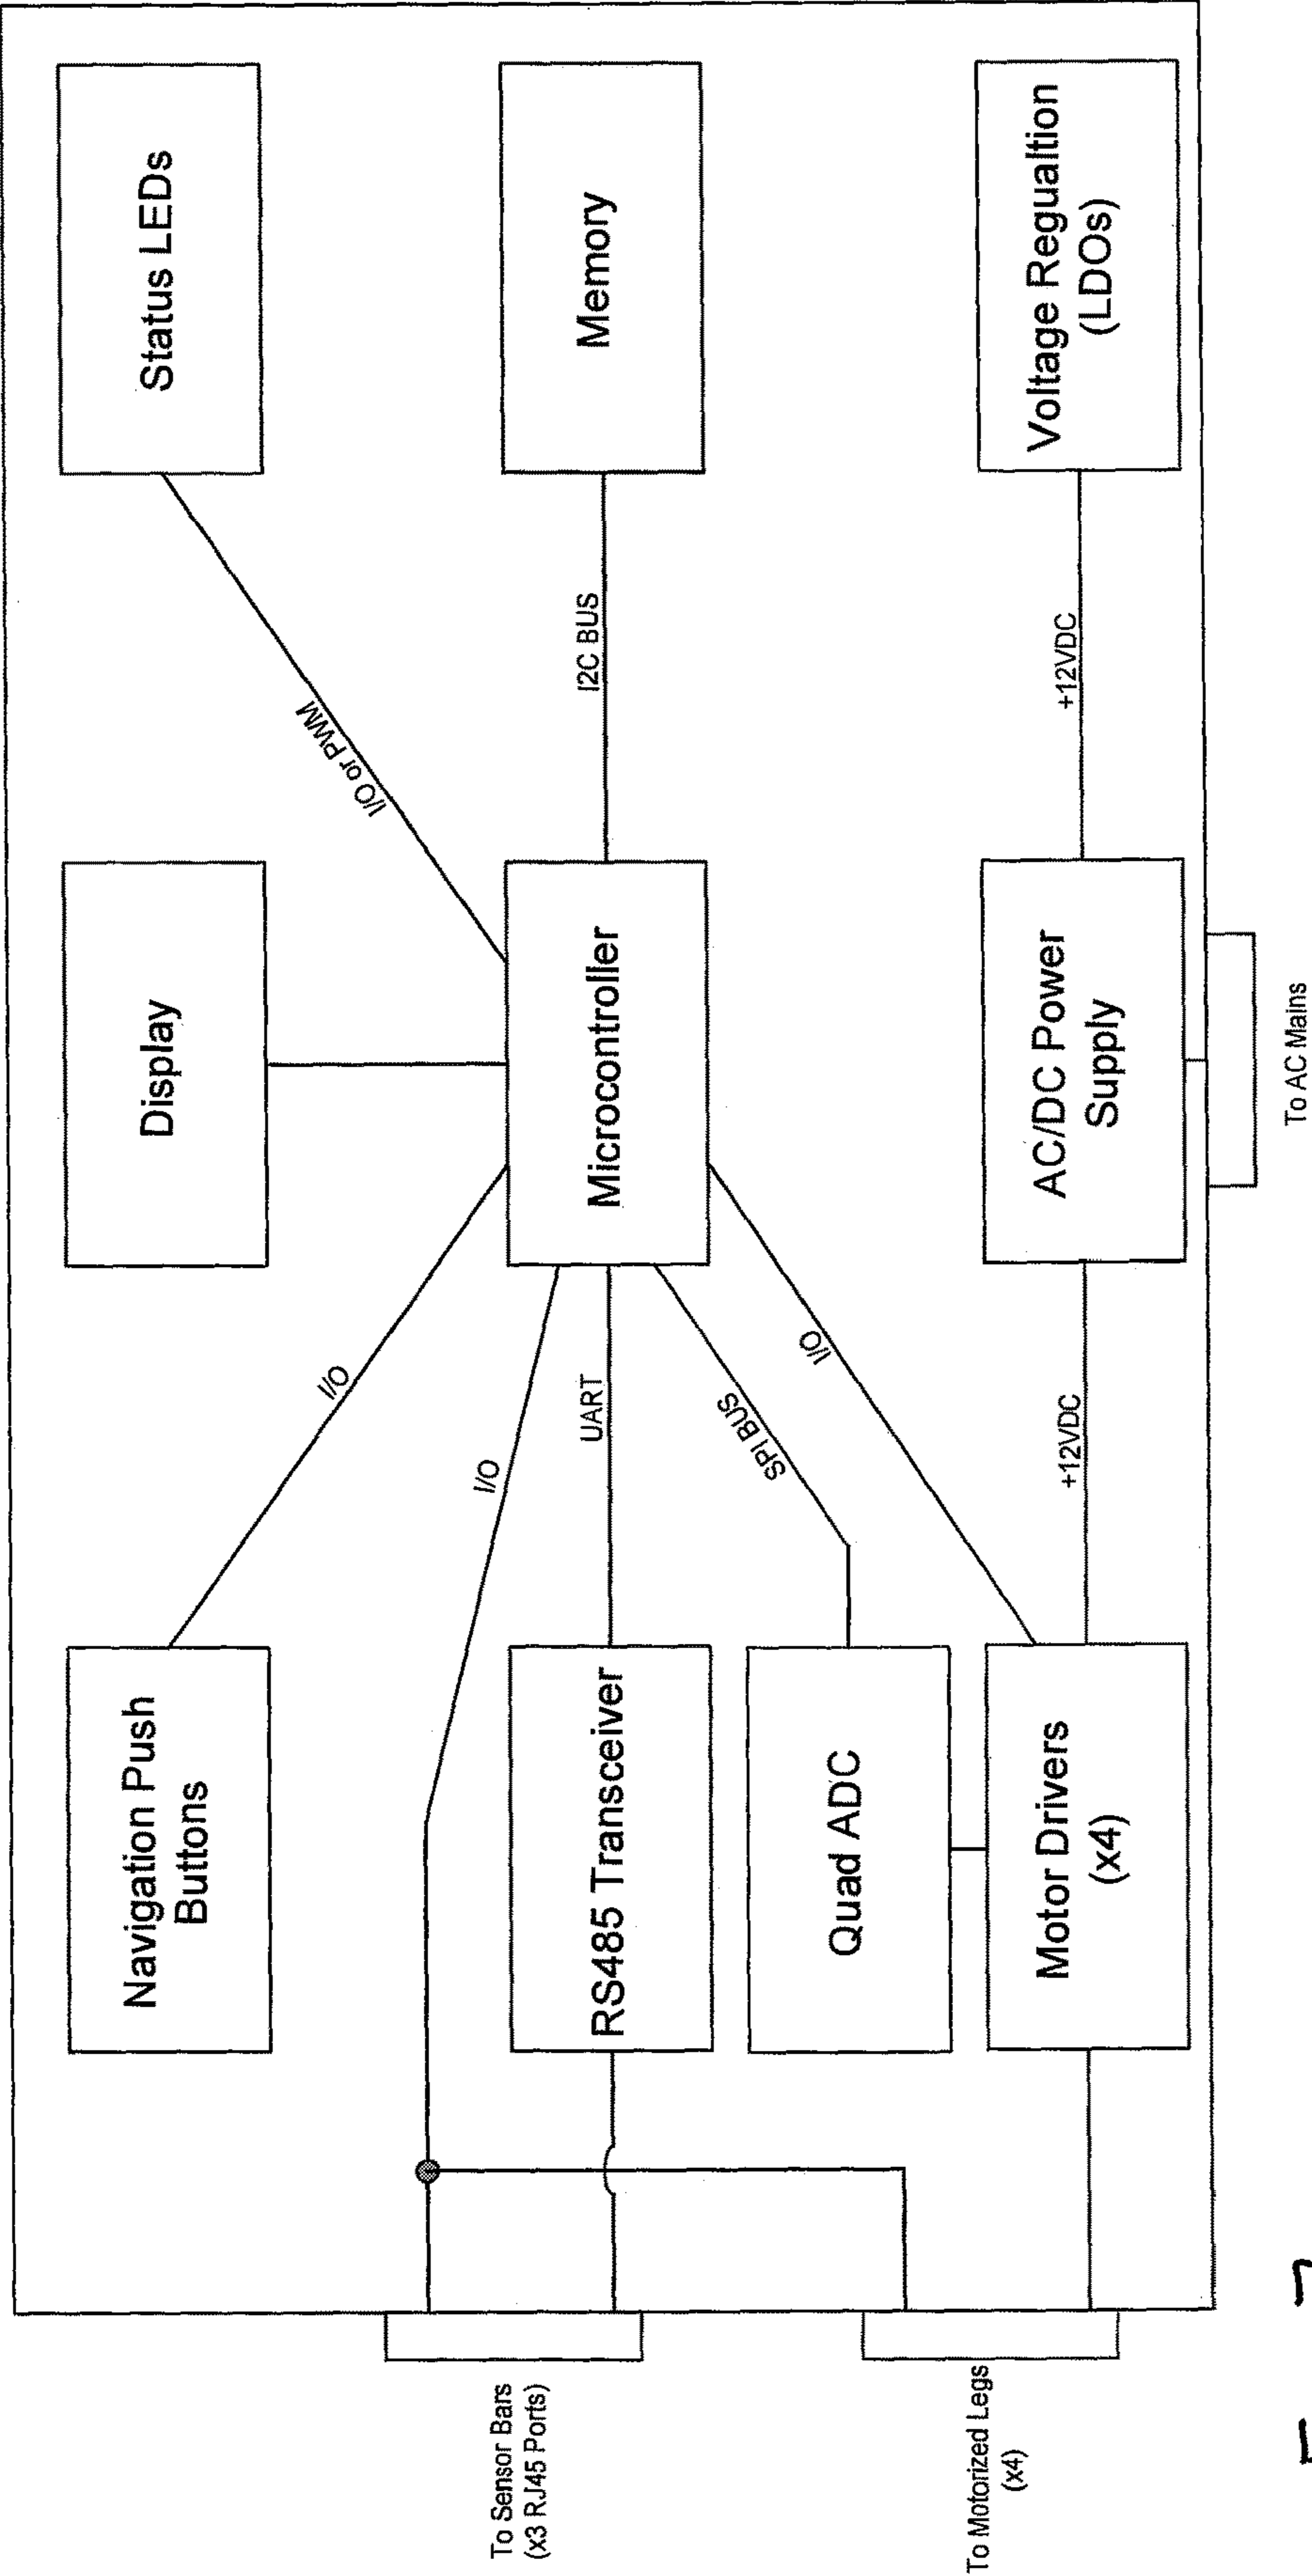 Status LEDs
Display
Navigation Push
Buttons
I/O or PWM
I/O
I/O
To Sensor Bars
(x3 RJ45 Ports)
Memory
I2C BUS
Microcontroller
UART
RS485 Transceiver
SPI BUS
Quad ADC
I/O
Voltage Regualtion
(LDOs)
+12VDC
AC/DC Power
Supply
+12VDC
Motor Drivers
(x4)
To Motorized Legs
(x4)
To AC Mains